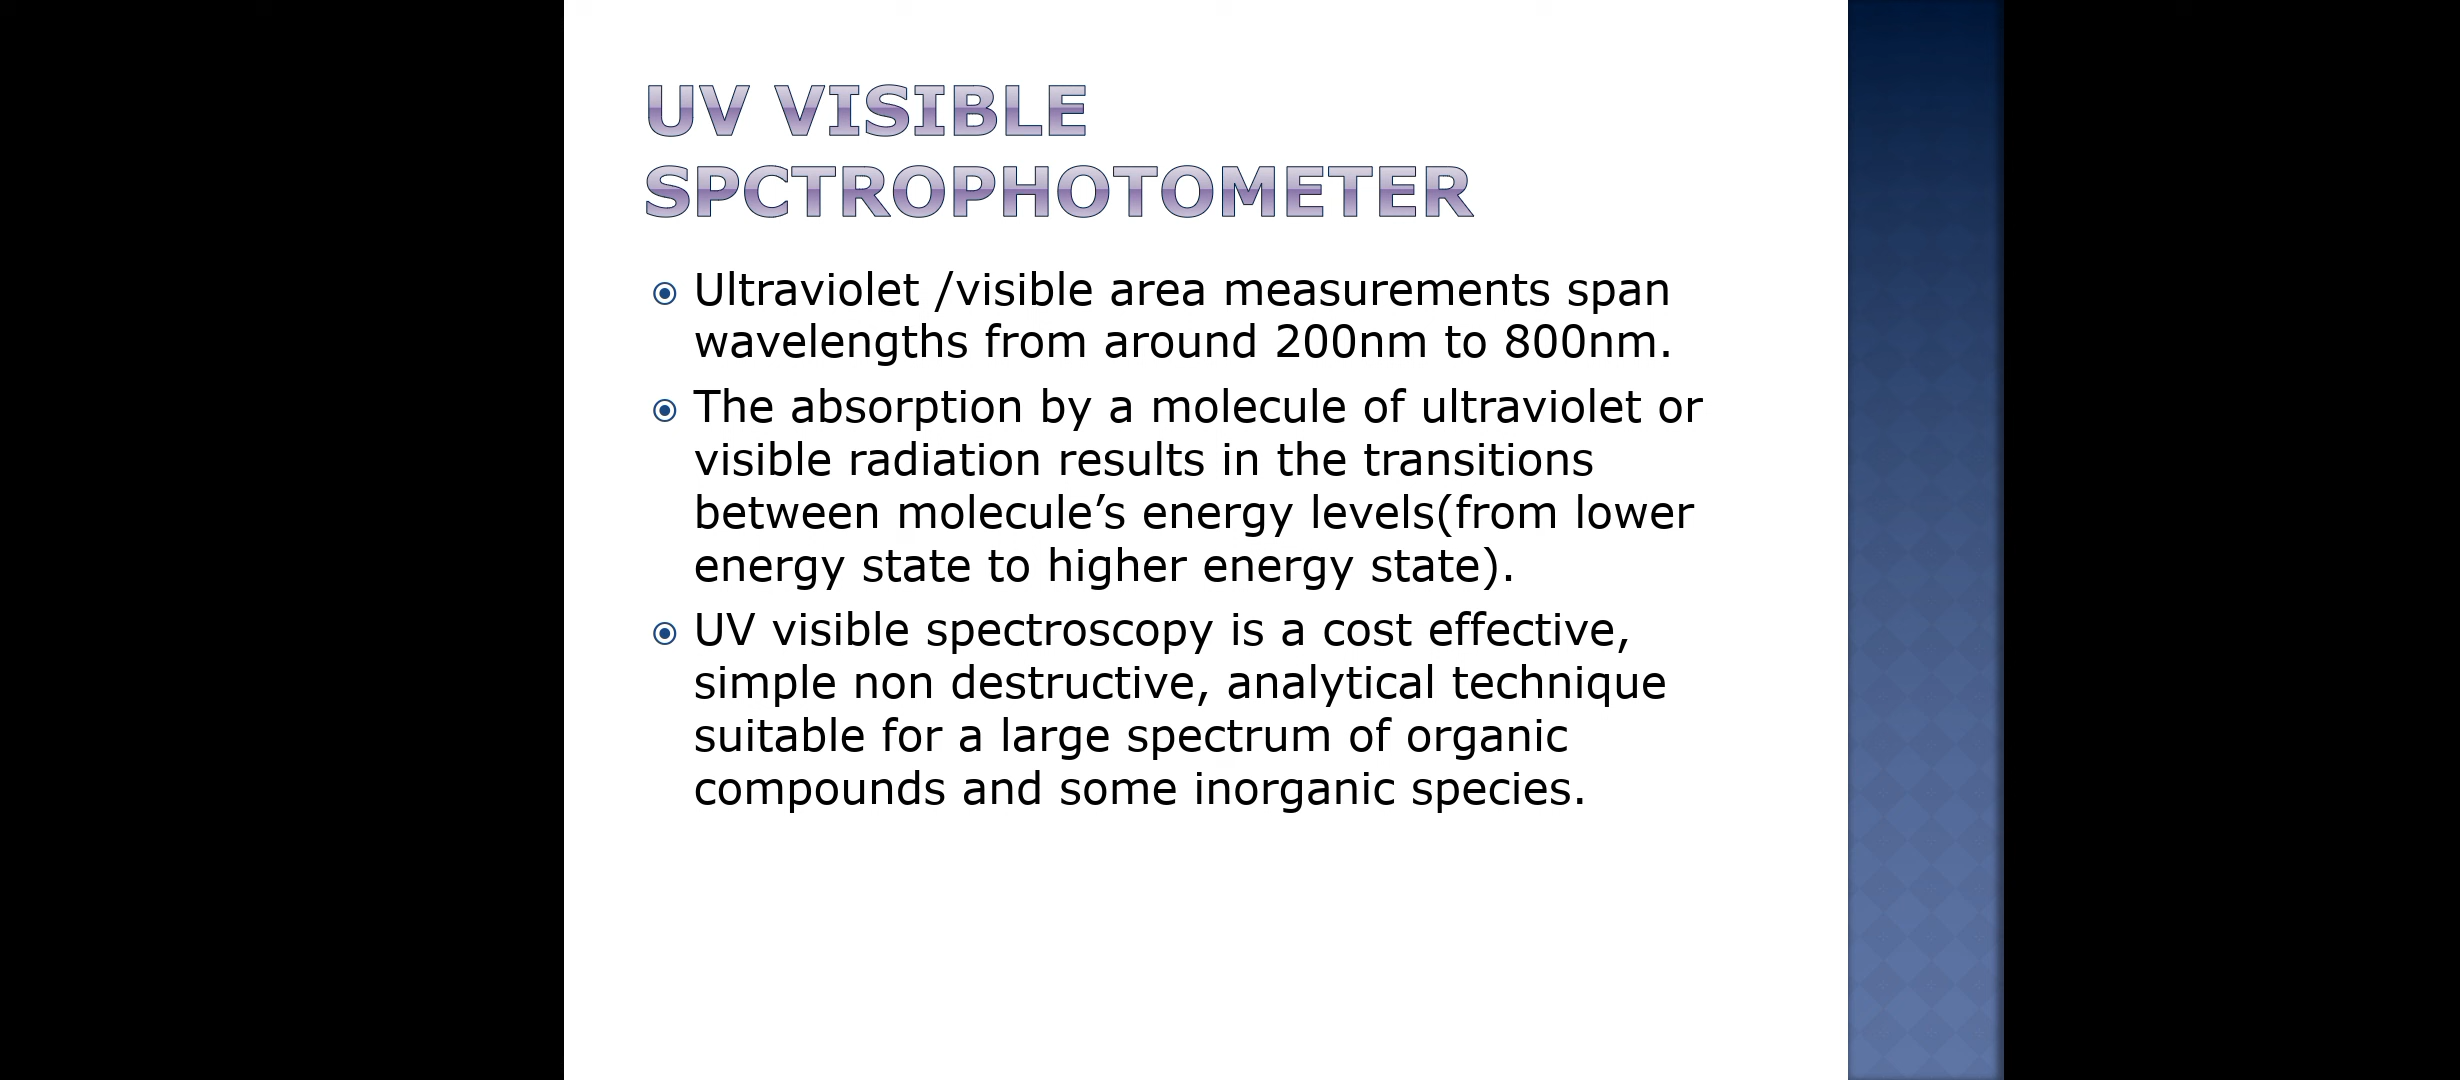 UV VISIBLE
SPCTROPHOTOMETER
Ultraviolet /visible area measurements span
wavelengths from around 200nm to 800nm.
The absorption by a molecule of ultraviolet or
visible radiation results in the transitions
between molecule’s energy levels(from lower
energy state to higher energy state).
UV visible spectroscopy is a cost effective,
simple non destructive, analytical technique
suitable for a large spectrum of organic
compounds and some inorganic species.